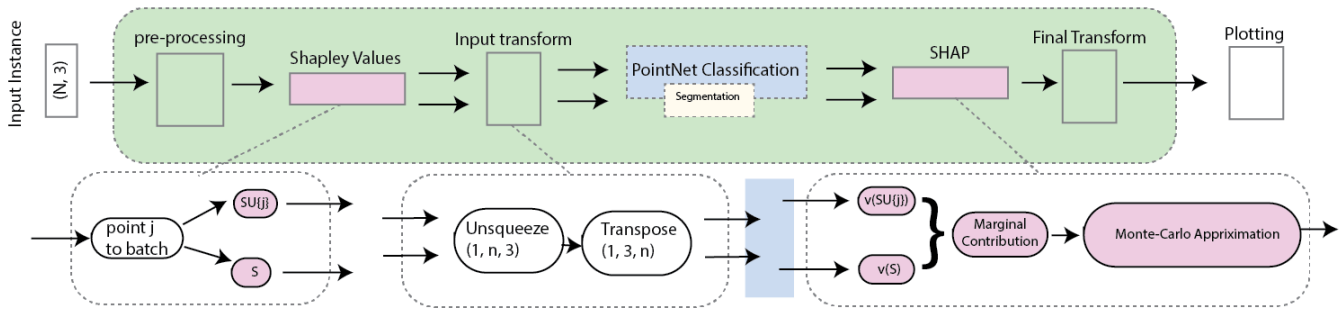 Input Instance
(N, 3)
pre-processing
Shapley Values
Input transform
PointNet Classification
Segmentation
SHAP
Final Transform
Plotting
point j
to batch
SU{j}
S
Unsqueeze
(1, n, 3)
Transpose
(1, 3, n)
v(SU{j})
v(S)
}
Marginal
Contribution
Monte-Carlo Appriximation